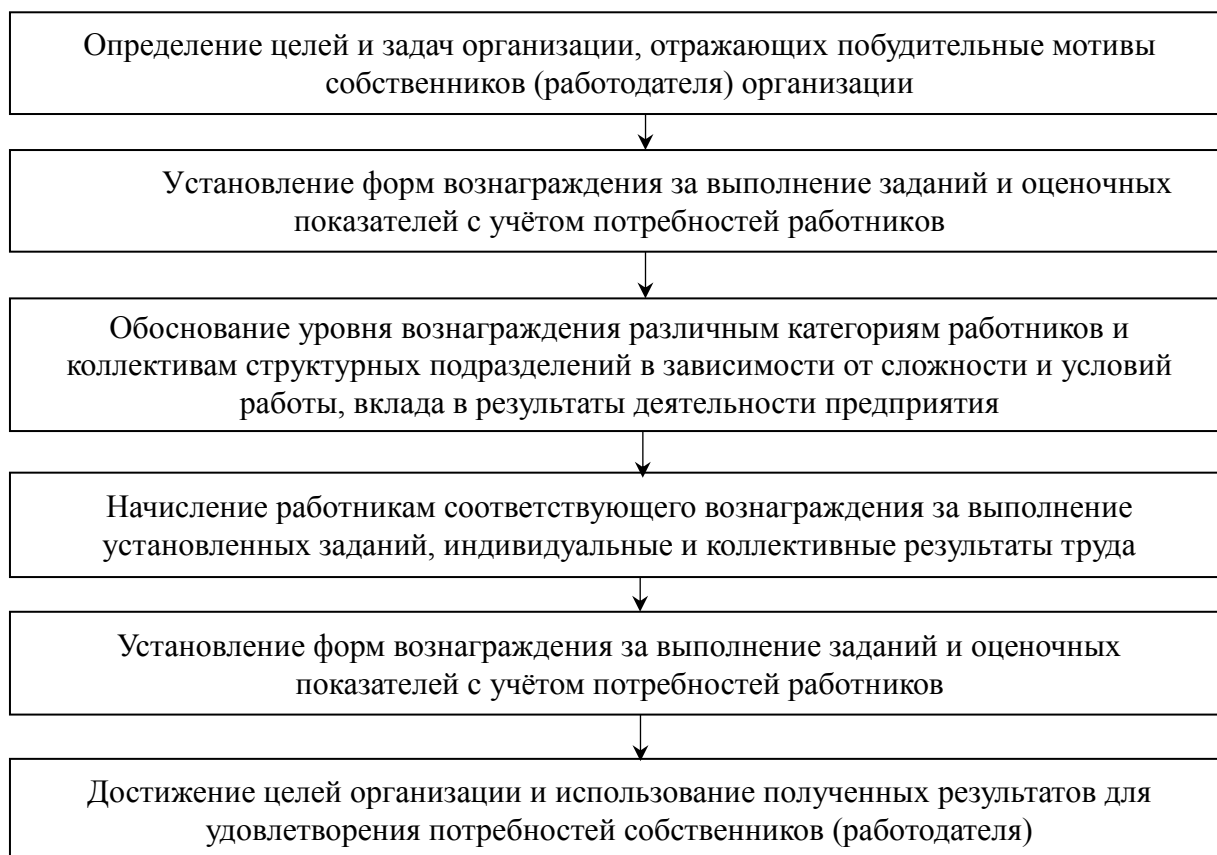 Определение целей и задач организации, отражающих побудительные мотивы
собственников (работодателя) организации
Установление форм вознаграждения за выполнение заданий и оценочных
показателей с учётом потребностей работников
Обоснование уровня вознаграждения различным категориям работников и
коллективам структурных подразделений в зависимости от сложности и условий
работы, вклада в результаты деятельности предприятия
Начисление работникам соответствующего вознаграждения за выполнение
установленных заданий, индивидуальные и коллективные результаты труда
Установление форм вознаграждения за выполнение заданий и оценочных
показателей с учётом потребностей работников
Достижение целей организации и использование полученных результатов для
удовлетворения потребностей собственников (работодателя)